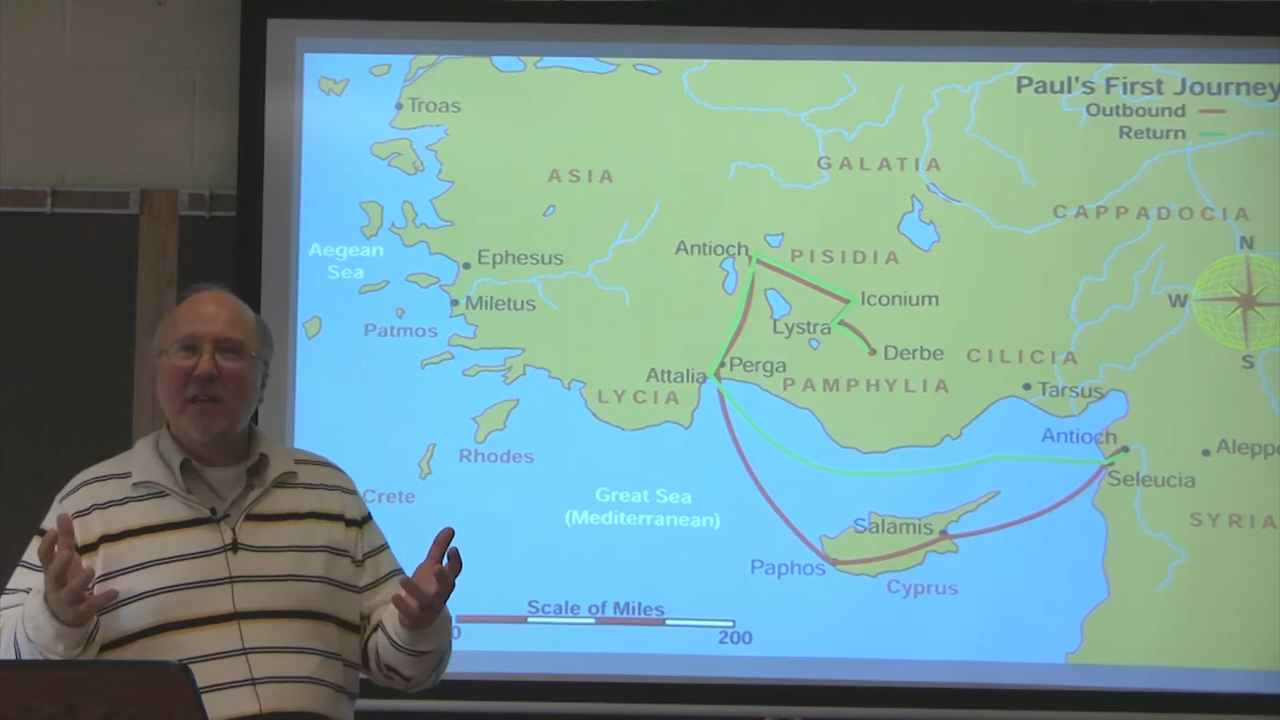 Paul's First Journey
Outbound
Return
Troas
ASIA
GALATIA
CAPPADOCIA
N
W
S
Aegean
Sea
Ephesus
Miletus
Patmos
Antioch
PISIDIA
Iconium
Lystra
Derbe
CILICIA
Perga
Attalia
LYCIA
PAMPHYLIA
Tarsus
Antioch
Aleppo
Seleucia
SYRIA
Rhodes
Crete
Great Sea
(Mediterranean)
Salamis
Paphos
Cyprus
Scale of Miles
0
200